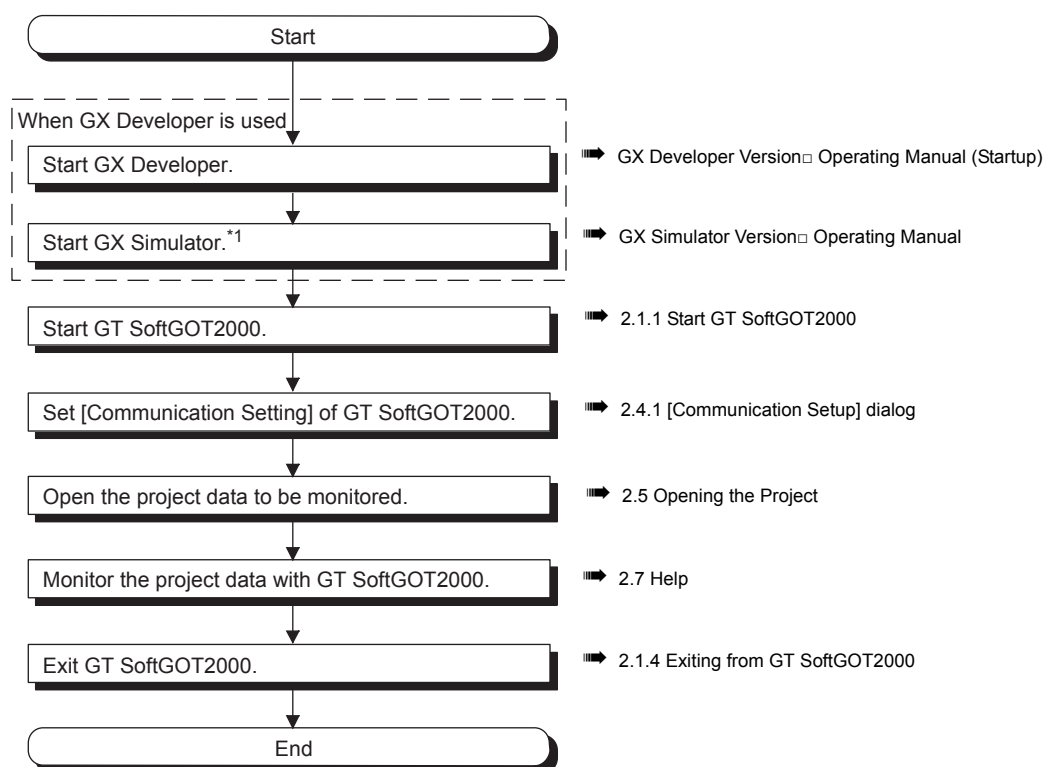 Start
When GX Developer is used
Start GX Developer.
GX Developer Version□ Operating Manual (Startup)
Start GX Simulator.*1
GX Simulator Version□ Operating Manual
Start GT SoftGOT2000.
2.1.1 Start GT SoftGOT2000
Set [Communication Setting] of GT SoftGOT2000.
2.4.1 [Communication Setup] dialog
Open the project data to be monitored.
2.5 Opening the Project
Monitor the project data with GT SoftGOT2000.
2.7 Help
Exit GT SoftGOT2000.
2.1.4 Exiting from GT SoftGOT2000
End